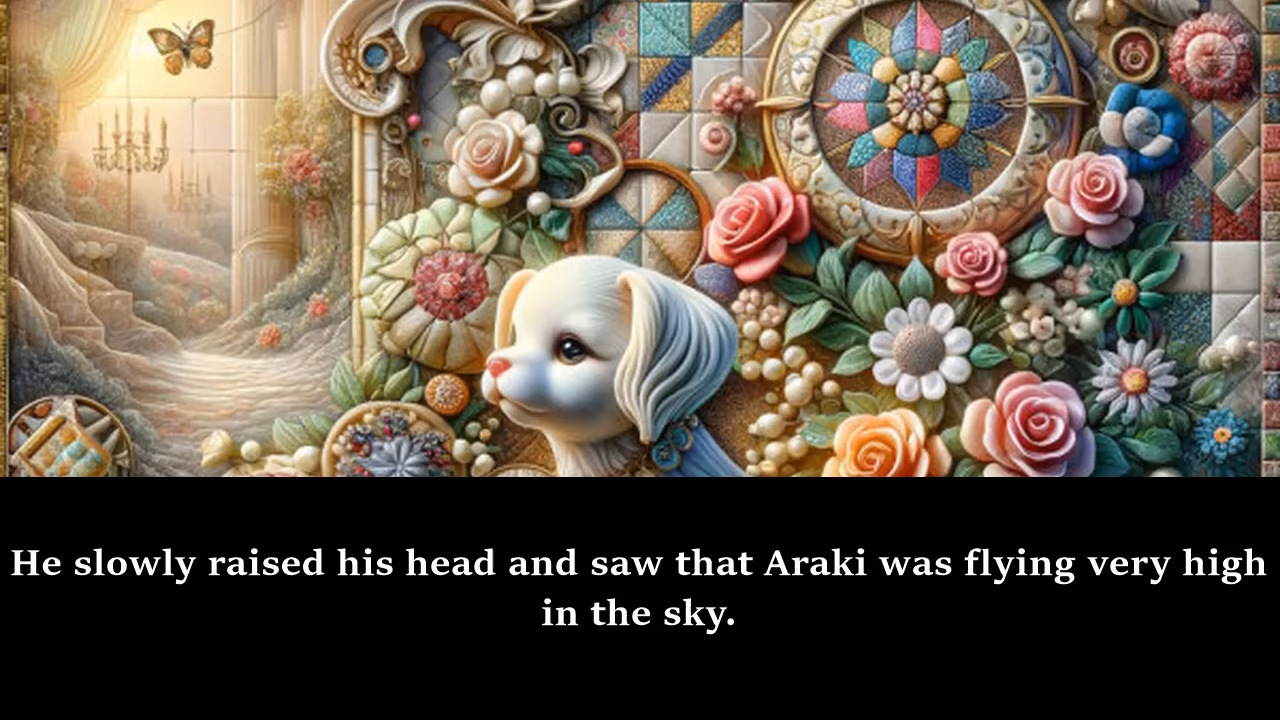 He slowly raised his head and saw that Araki was flying very high
in the sky.